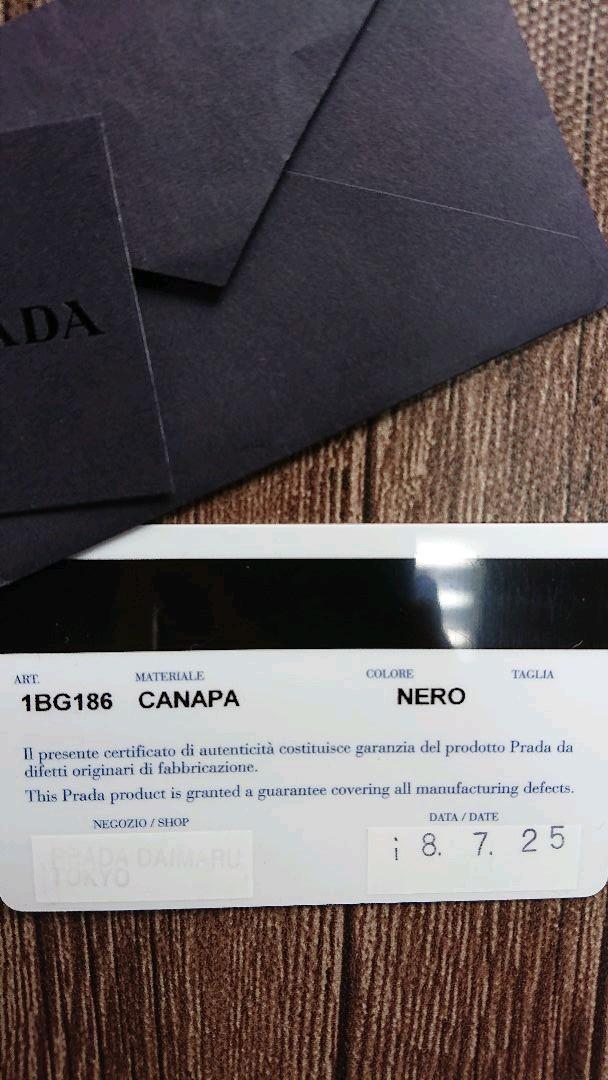 ADA
ART. MATERIALE COLORE TAGLIA
1BG186 CANAPA NERO
Il presente certificato di autenticità costituisce garanzia del prodotto Prada da
difetti originari di fabbricazione.
This Prada product is granted a guarantee covering all manufacturing defects.
NEGOZIO / SHOP DATA / DATE
PRADA DAIMARU
TOKYO
i 8. 7. 25